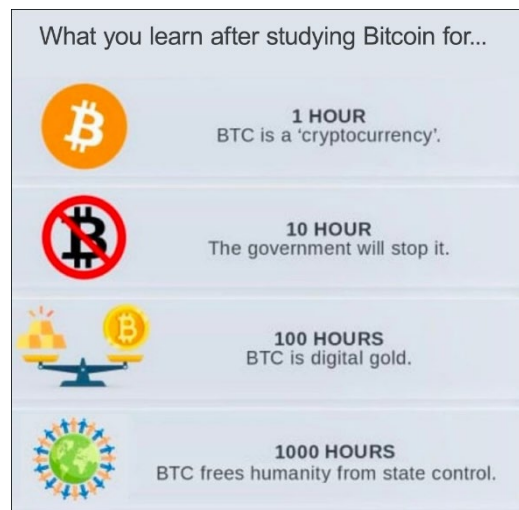 What you learn after studying Bitcoin for...
1 HOUR
BTC is a ‘cryptocurrency’.
10 HOUR
The government will stop it.
100 HOURS
BTC is digital gold.
1000 HOURS
BTC frees humanity from state control.